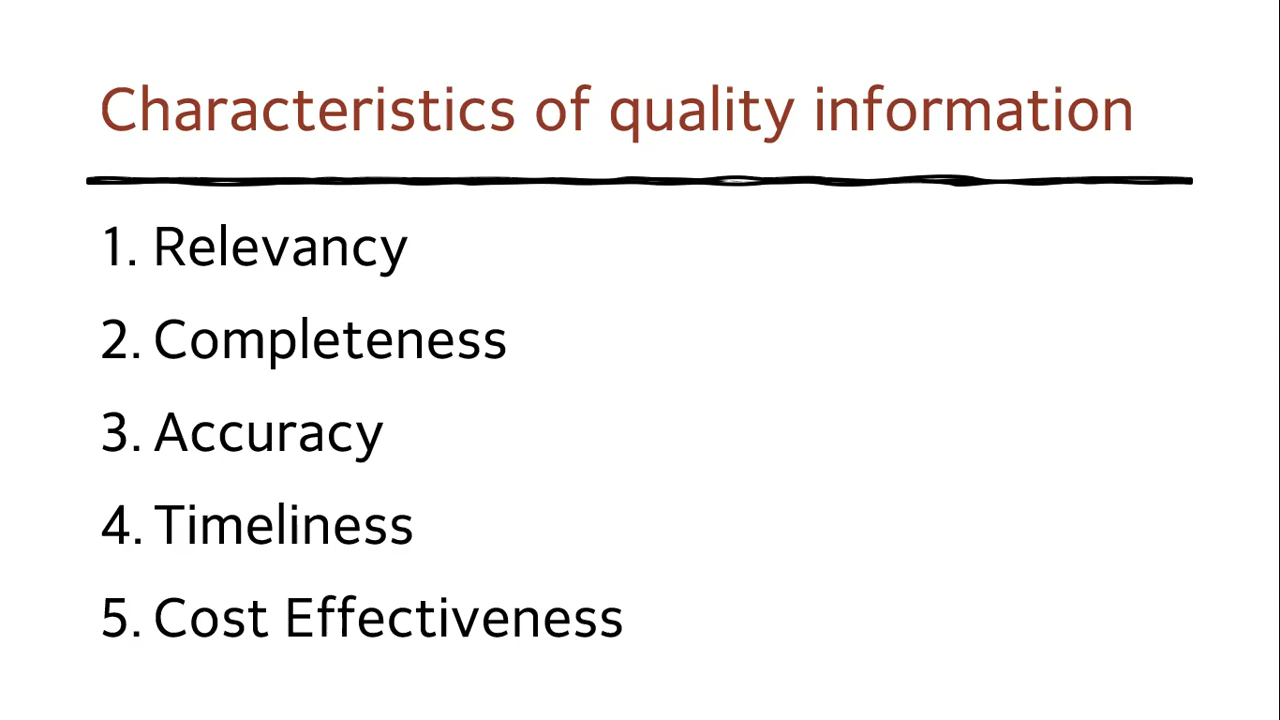 Characteristics of quality information
1. Relevancy
2. Completeness
3. Accuracy
4. Timeliness
5. Cost Effectiveness